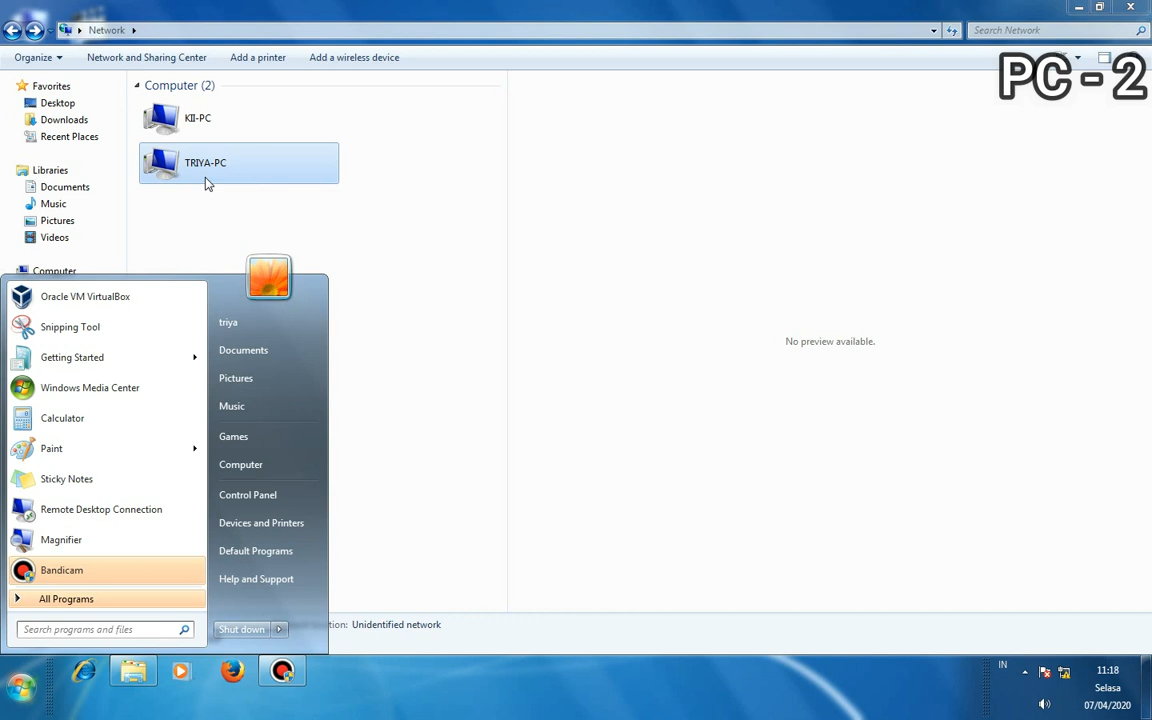 Network
Search Network
Organize
Network and Sharing Center
Add a printer
Add a wireless device
PC - 2
Favorites
Desktop
Downloads
Recent Places
Libraries
Documents
Music
Pictures
Videos
Computer
Computer (2)
KII-PC
TRIYA-PC
No preview available.
Oracle VM VirtualBox
Snipping Tool
Getting Started
Windows Media Center
Calculator
Paint
Sticky Notes
Remote Desktop Connection
Magnifier
Bandicam
All Programs
Search programs and files
triya
Documents
Pictures
Music
Games
Computer
Control Panel
Devices and Printers
Default Programs
Help and Support
Shut down
Unidentified network
IN
11:18
Selasa
07/04/2020